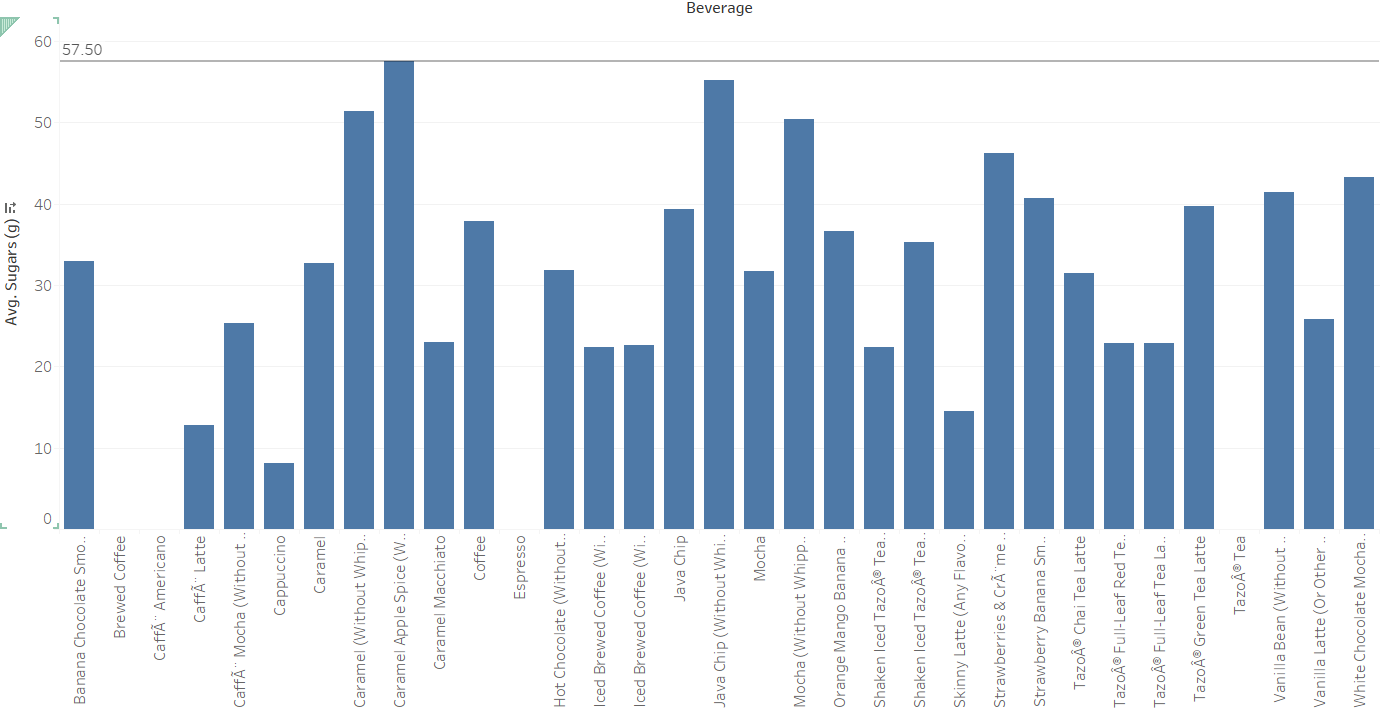 Beverage
Avg. Sugars (g)
60
50
40
30
20
10
0
57.50
Banana Chocolate Smo..
Brewed Coffee
CaffÃ¨ Americano
CaffÃ¨ Latte
CaffÃ¨ Mocha (Without ..
Cappuccino
Caramel
Caramel (Without Whip..
Caramel Apple Spice (W..
Caramel Macchiato
Coffee
Espresso
Hot Chocolate (Without..
Iced Brewed Coffee (Wi..
Iced Brewed Coffee (Wi..
Java Chip
Java Chip (Without Whi..
Mocha
Mocha (Without Whipp..
Orange Mango Banana ..
Shaken Iced TazoÂ® Tea..
Shaken Iced TazoÂ® Tea..
Skinny Latte (Any Flavo..
Strawberries & CrÃ¨me ..
Strawberry Banana Sm..
TazoÂ® Chai Tea Latte
TazoÂ® Full-Leaf Red Te..
TazoÂ® Full-Leaf Tea La..
TazoÂ® Green Tea Latte
TazoÂ® Tea
Vanilla Bean (Without ..
Vanilla Latte (Or Other ..
White Chocolate Mocha..